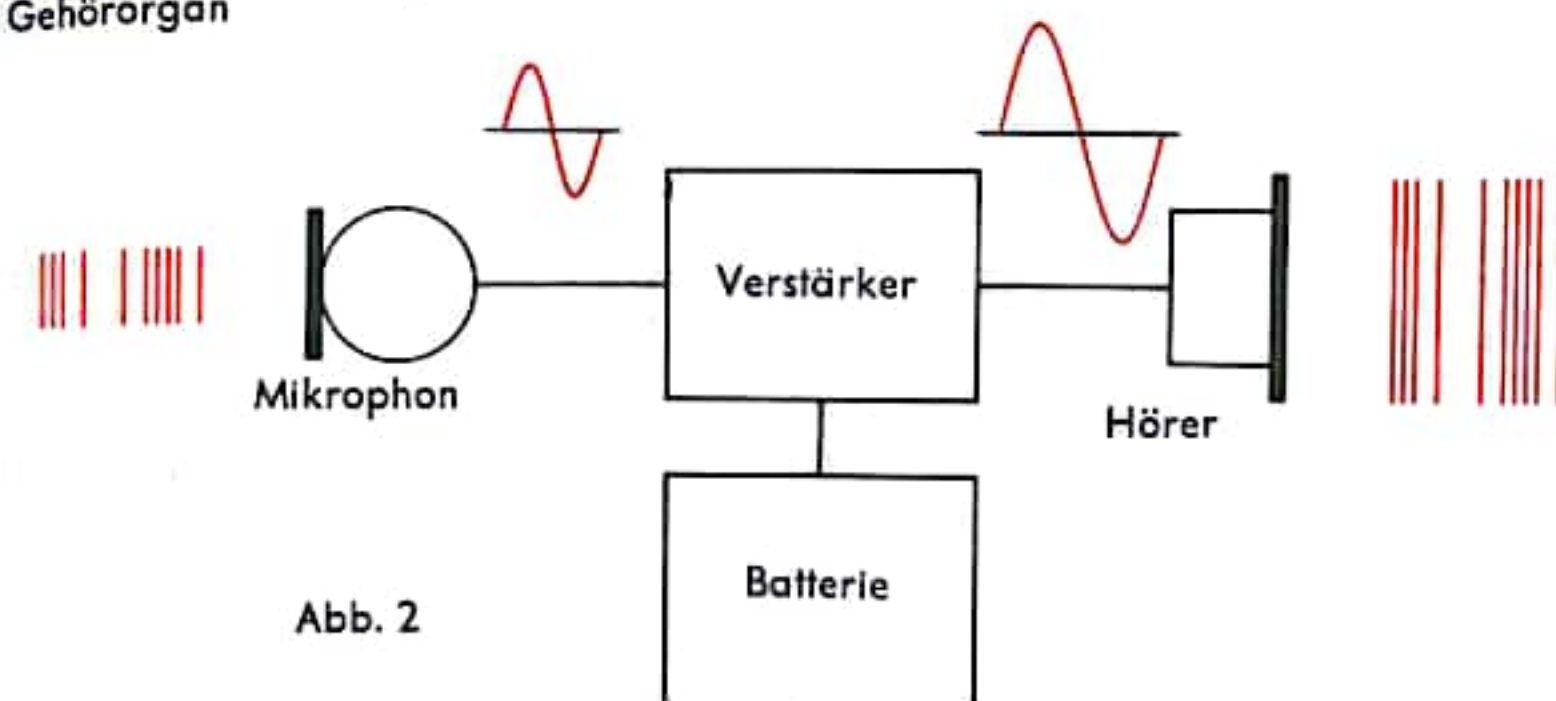 Gehörorgan
Verstärker
Mikrophon
Hörer
Batterie
Abb. 2